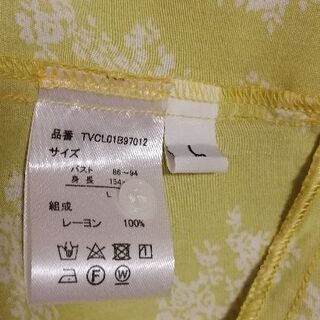 品番 TVCL01B97012
サイズ
バスト 86~94
身長 154~
L
組成
レーヨン 100%
L